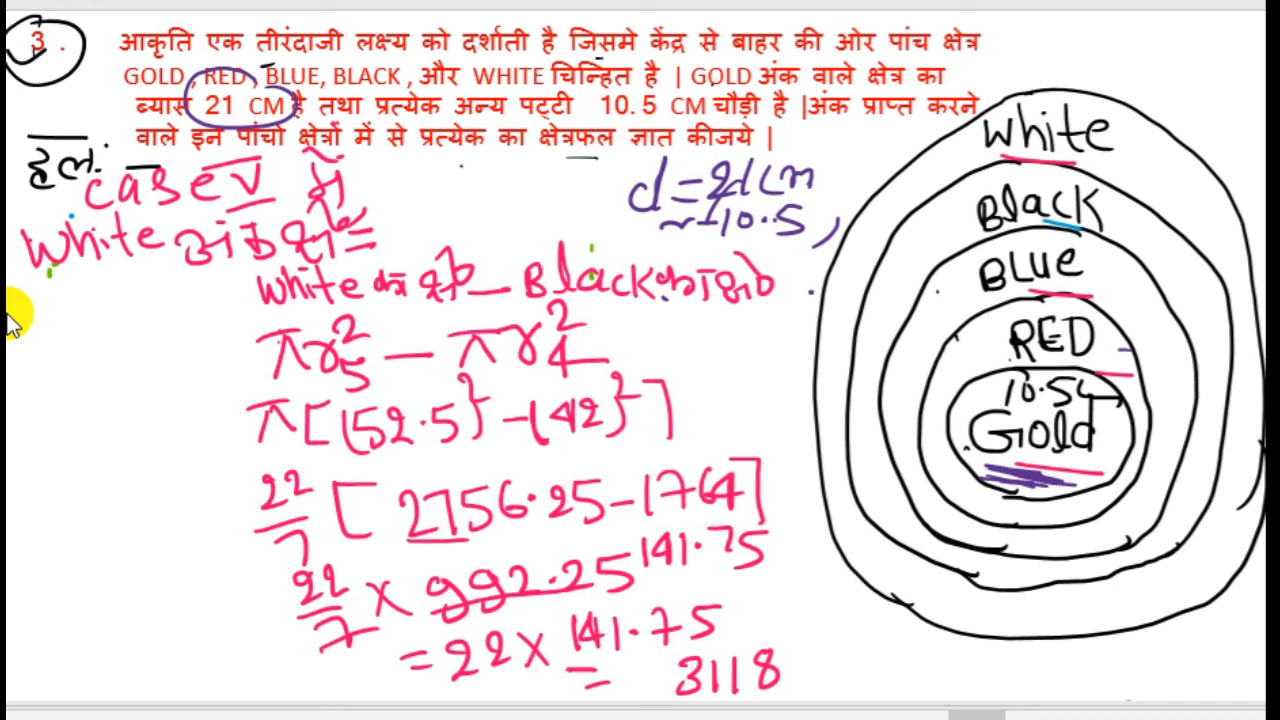 3 .
आकृति एक तीरंदाजी लक्ष्य को दर्शाती है जिसमे केंद्र से बाहर की ओर पांच क्षेत्र
GOLD , RED , BLUE, BLACK , और WHITE चिन्हित है | GOLD अंक वाले क्षेत्र का
ब्यास 21 CM है तथा प्रत्येक अन्य पट्टी 10.5 CM चौड़ी है |अंक प्राप्त करने
वाले इन पांचो क्षेत्रों में से प्रत्येक का क्षेत्रफल ज्ञात कीजये |
हल:
case V में
White अंक क्षे० =
White का क्षे० – Black का क्षे०
πr₅² – πr₄²
π[(52.5)² – (42)²]
22/7 [2756.25 – 1764]
22/7 × 992.25 141.75
= 22 × 141.75
= 3118
d = 21 cm
10.5,
White
Black
BLUE
RED
10.5
Gold